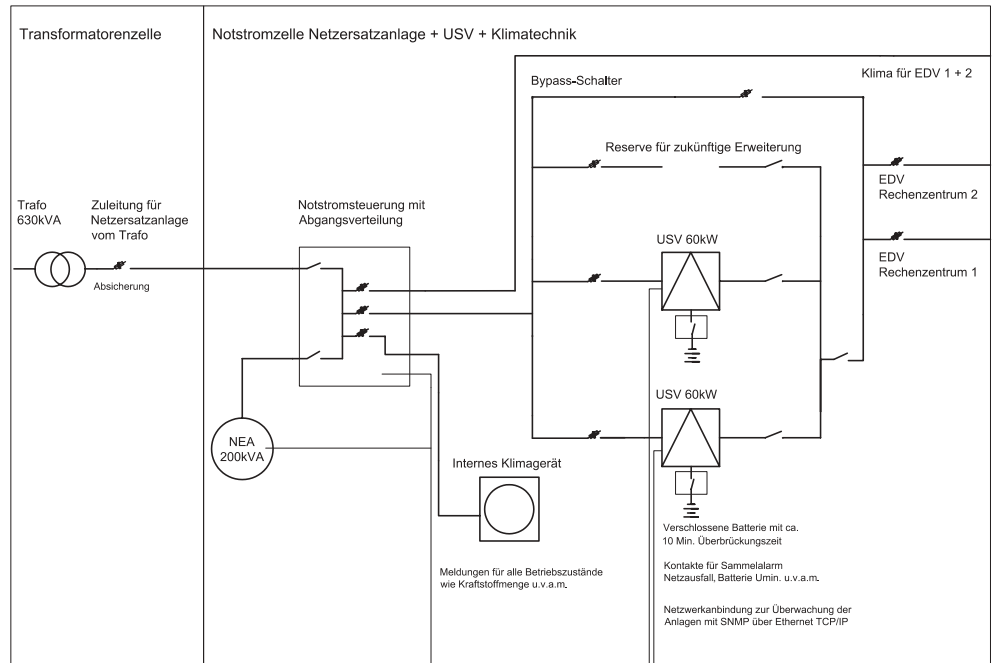 Transformatorenzelle
Notstromzelle Netzersatzanlage + USV + Klimatechnik
Bypass-Schalter
Klima für EDV 1 + 2
Reserve für zukünftige Erweiterung
EDV
Rechenzentrum 2
Trafo
630kVA
Zuleitung für
Netzersatzanlage
vom Trafo
Absicherung
Notstromsteuerung mit
Abgangsverteilung
USV 60kW
EDV
Rechenzentrum 1
USV 60kW
NEA
200kVA
Internes Klimagerät
Verschlossene Batterie mit ca.
10 Min. Überbrückungszeit
Kontakte für Sammelalarm
Netzausfall, Batterie Umin. u.v.a.m.
Meldungen für alle Betriebszustände
wie Kraftstoffmenge u.v.a.m.
Netzwerkanbindung zur Überwachung der
Anlagen mit SNMP über Ethernet TCP/IP